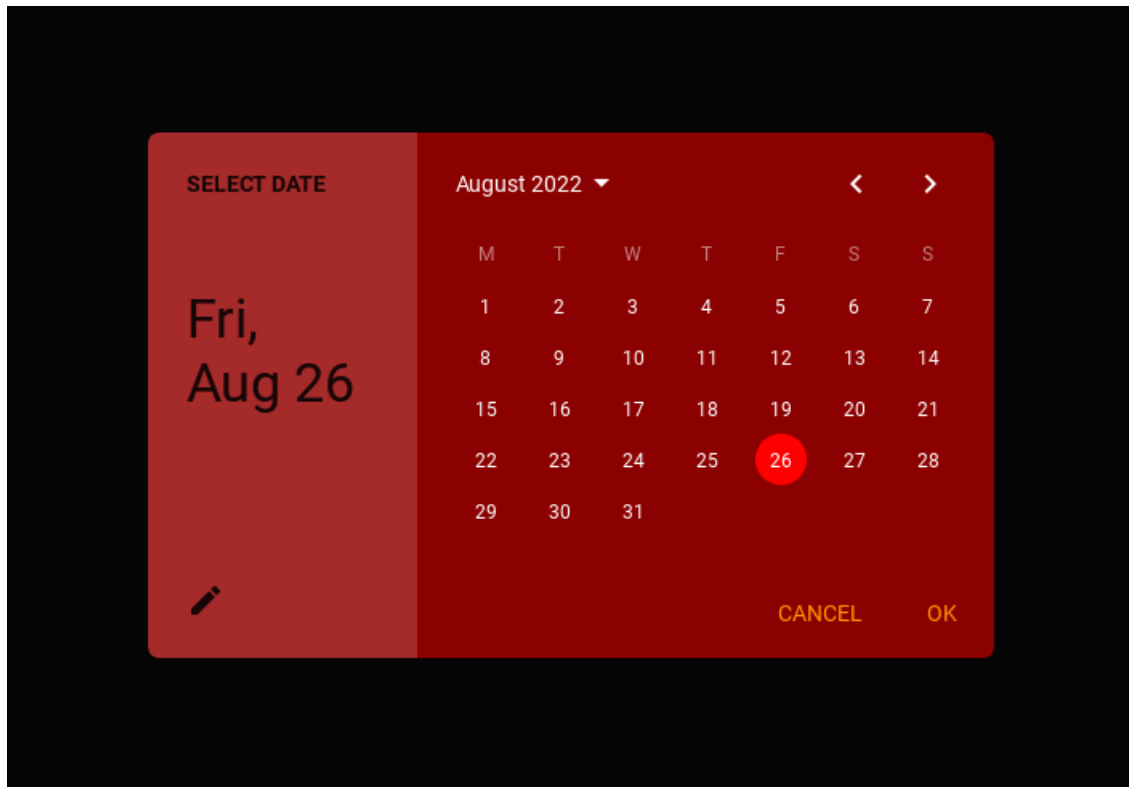 SELECT DATE
Fri,
Aug 26
August 2022
M T W T F S S
1 2 3 4 5 6 7
8 9 10 11 12 13 14
15 16 17 18 19 20 21
22 23 24 25 26 27 28
29 30 31
CANCEL OK